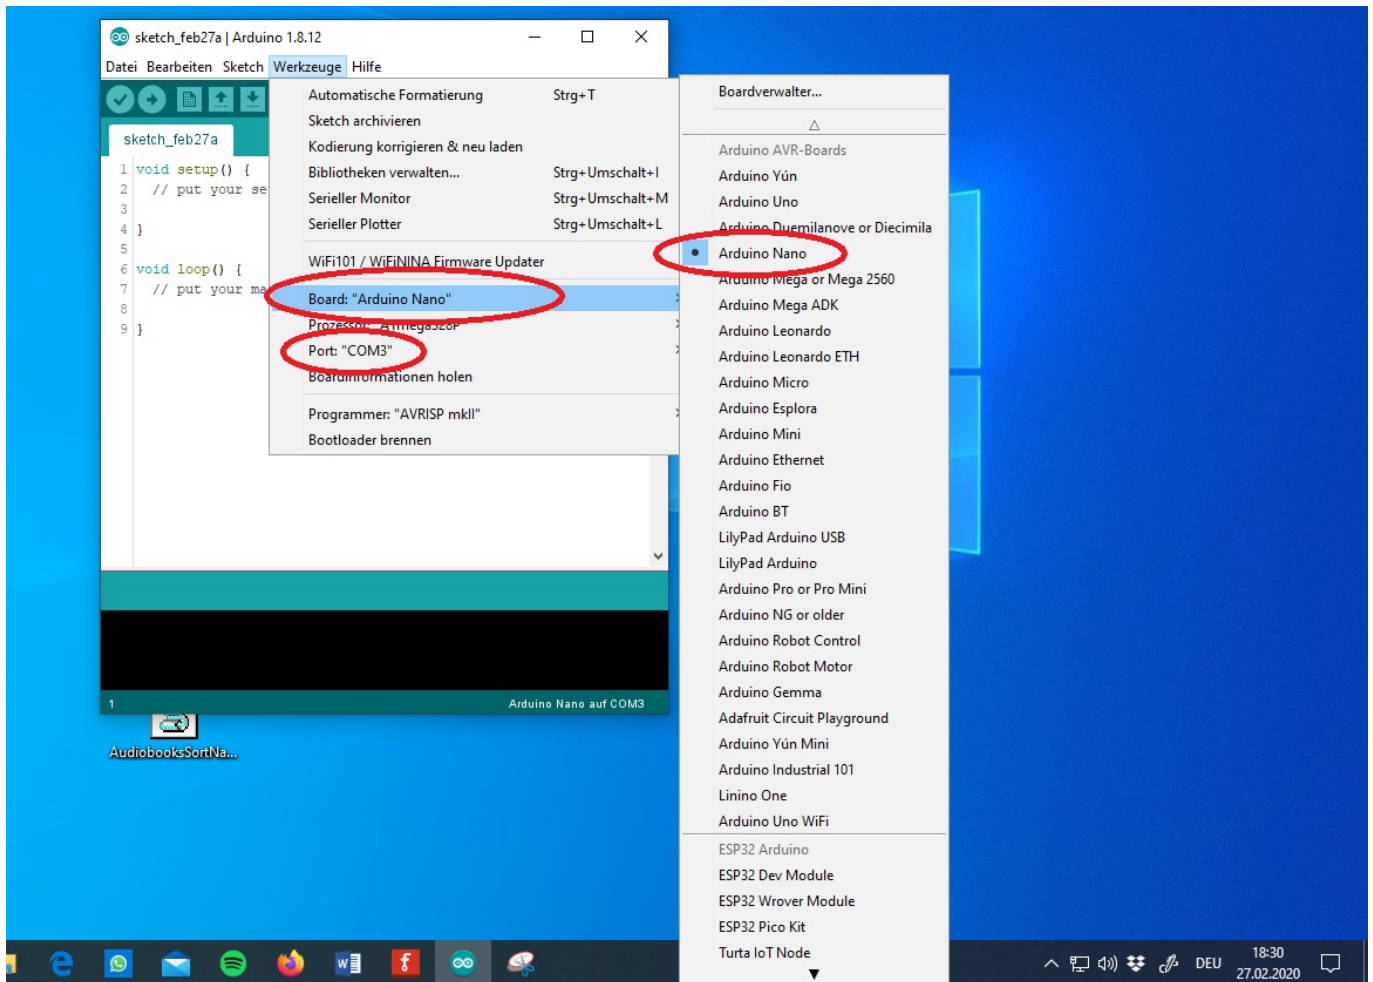 sketch_feb27a | Arduino 1.8.12
Datei Bearbeiten Sketch Werkzeuge Hilfe
sketch_feb27a
1 void setup() {
2 // put your se
3
4 }
5
6 void loop() {
7 // put your ma
8
9 }
Automatische Formatierung Strg+T
Sketch archivieren
Kodierung korrigieren & neu laden
Bibliotheken verwalten... Strg+Umschalt+I
Serieller Monitor Strg+Umschalt+M
Serieller Plotter Strg+Umschalt+L
WiFi101 / WiFiNINA Firmware Updater
Board: "Arduino Nano"
Prozessor: "ATmega328P"
Port: "COM3"
Boardinformationen holen
Programmer: "AVRISP mkII"
Bootloader brennen
Boardverwalter...
Arduino AVR-Boards
Arduino Yún
Arduino Uno
Arduino Duemilanove or Diecimila
Arduino Nano
Arduino Mega or Mega 2560
Arduino Mega ADK
Arduino Leonardo
Arduino Leonardo ETH
Arduino Micro
Arduino Esplora
Arduino Mini
Arduino Ethernet
Arduino Fio
Arduino BT
LilyPad Arduino USB
LilyPad Arduino
Arduino Pro or Pro Mini
Arduino NG or older
Arduino Robot Control
Arduino Robot Motor
Arduino Gemma
Adafruit Circuit Playground
Arduino Yún Mini
Arduino Industrial 101
Linino One
Arduino Uno WiFi
ESP32 Arduino
ESP32 Dev Module
ESP32 Wrover Module
ESP32 Pico Kit
Turta IoT Node
1 Arduino Nano auf COM3
AudiobooksSortNa...
DEU
18:30
27.02.2020